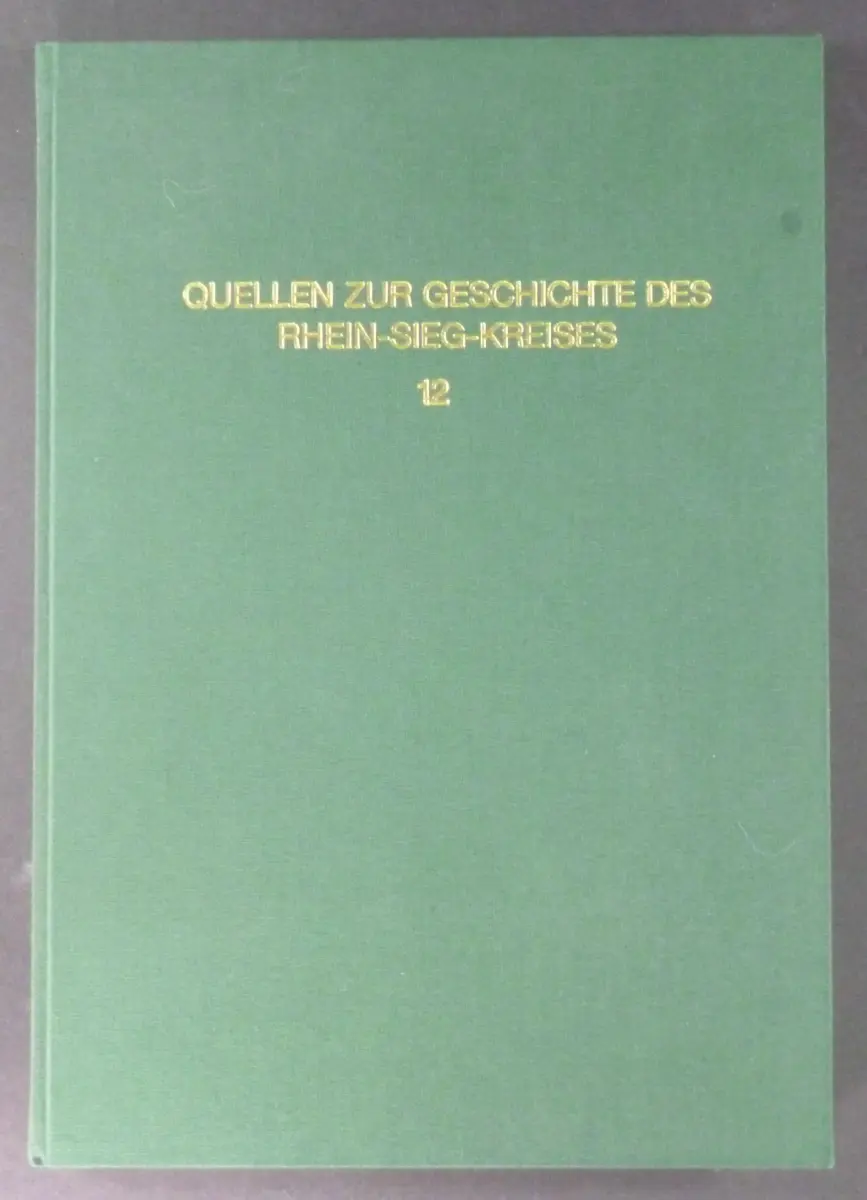 QUELLEN ZUR GESCHICHTE DES
RHEIN-SIEG-KREISES
12